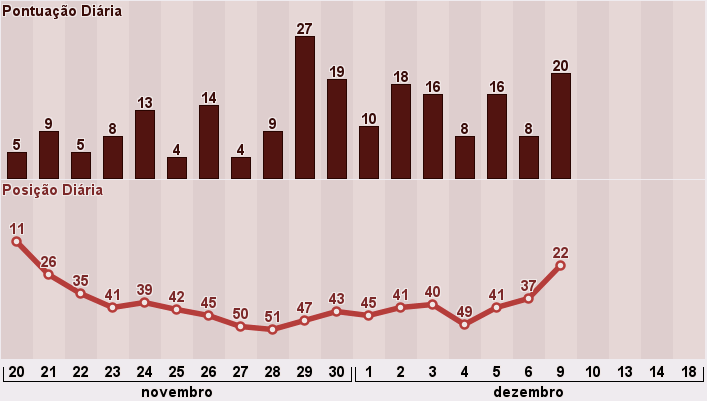 Pontuação Diária
5 9 5 8 13 4 14 4 9 27 19 10 18 16 8 16 8 20
Posição Diária
11 26 35 41 39 42 45 50 51 47 43 45 41 40 49 41 37 22
20 21 22 23 24 25 26 27 28 29 30 1 2 3 4 5 6 9 10 13 14 18
novembro dezembro